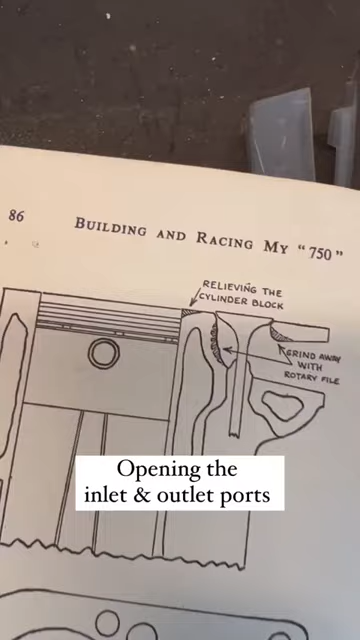 86 BUILDING AND RACING MY "750"
RELIEVING THE
CYLINDER BLOCK
GRIND AWAY
WITH
ROTARY FILE
Opening the
inlet & outlet ports